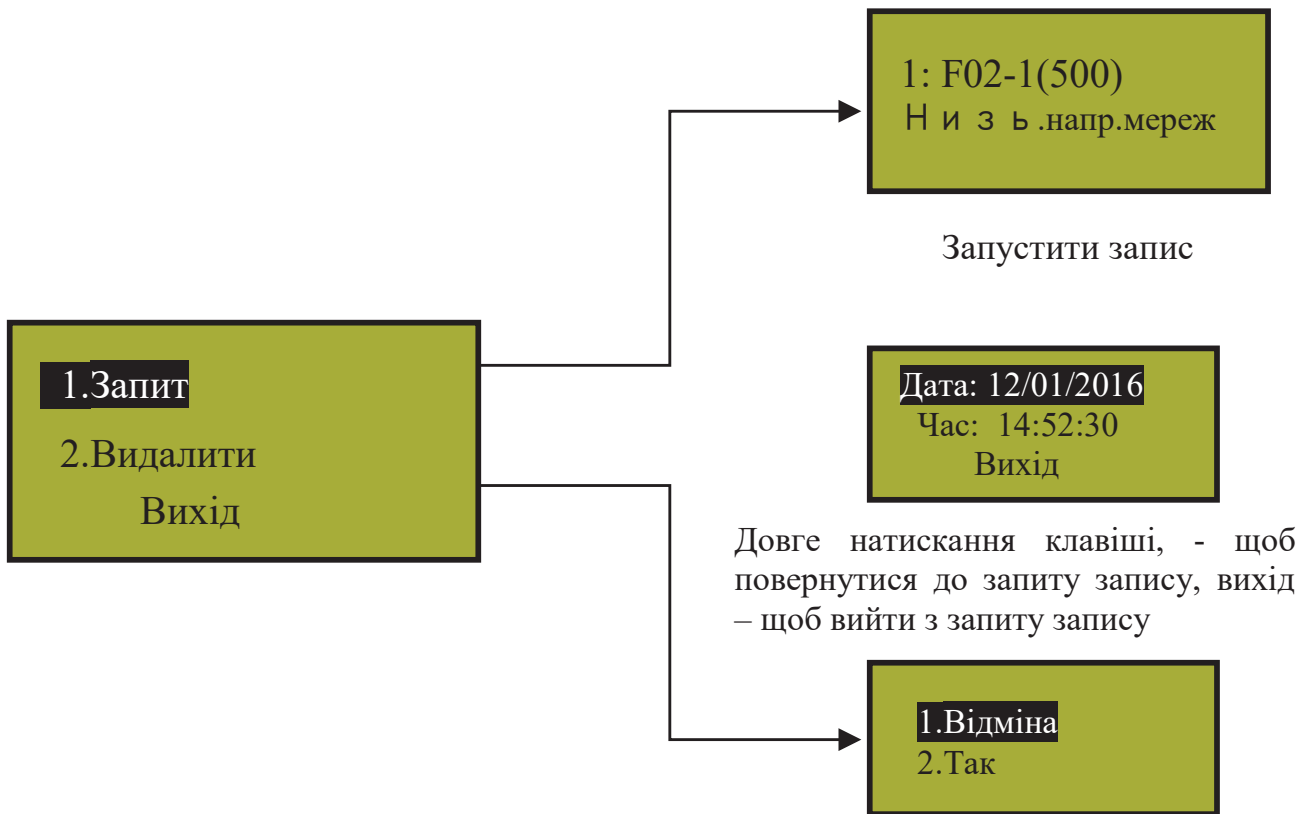 1: F02-1(500)
Низь.напр.мереж
Запустити запис
1.Запит
2.Видалити
Вихід
Дата: 12/01/2016
Час: 14:52:30
Вихід
Довге натискання клавіші, - щоб
повернутися до запиту запису, вихід
– щоб вийти з запиту запису
1.Відміна
2.Так